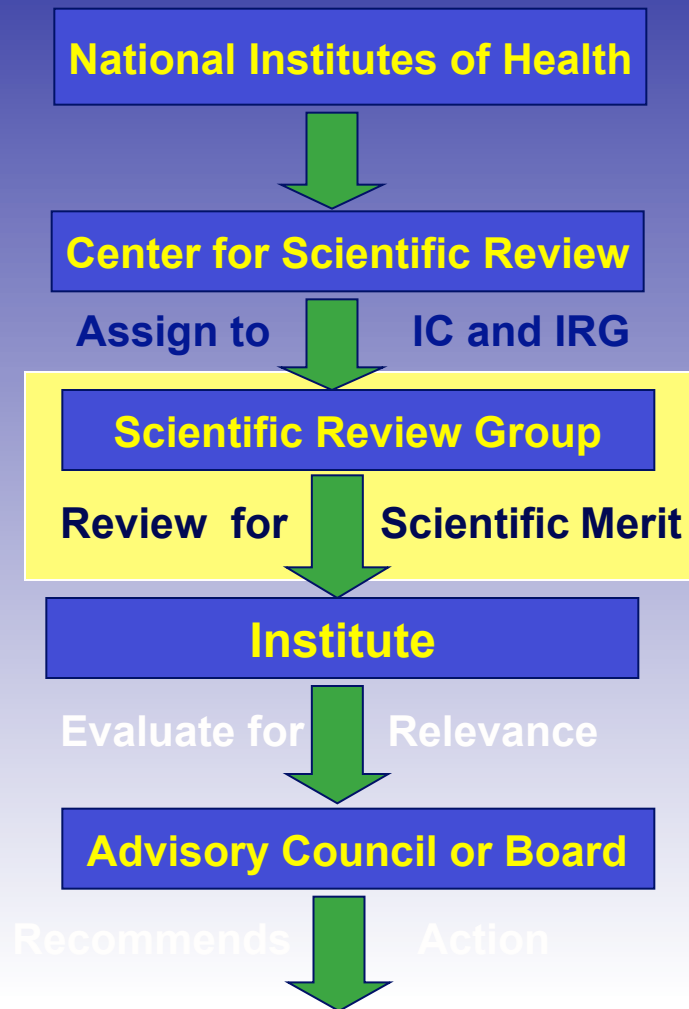 National Institutes of Health
Center for Scientific Review
Assign to IC and IRG
Scientific Review Group
Review for Scientific Merit
Institute
Evaluate for Relevance
Advisory Council or Board
Recommends Action